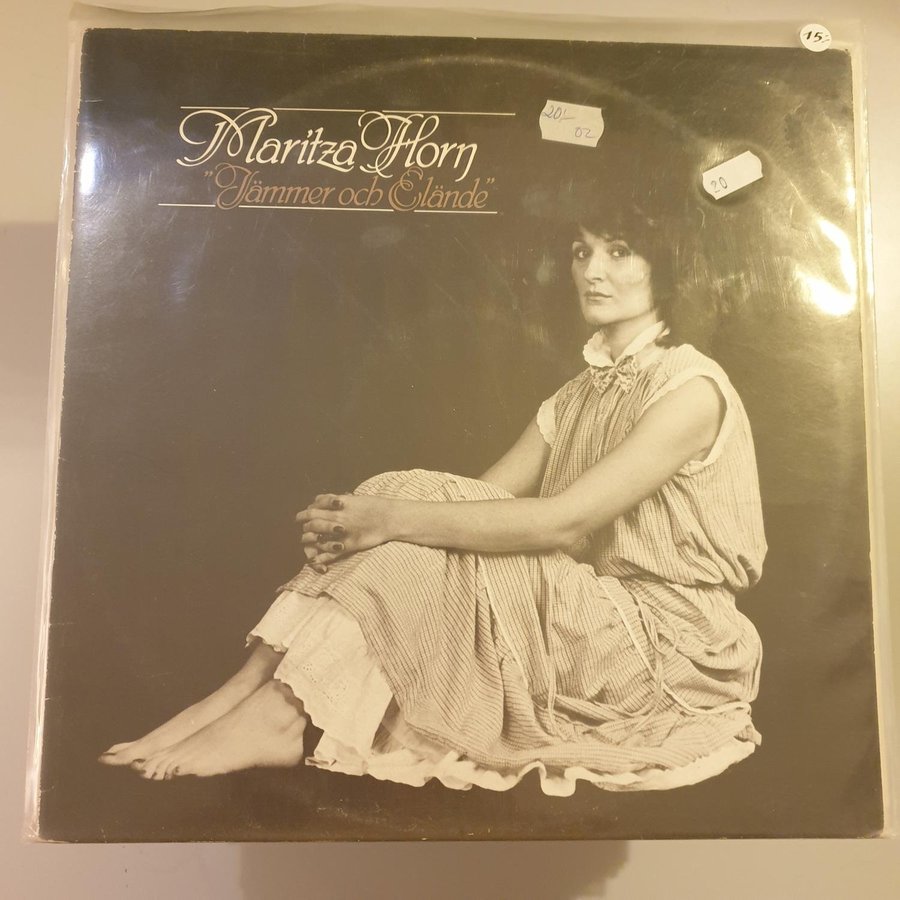 15:-
20:-
02
20
Maritza Horn
"Jämmer och Elände"